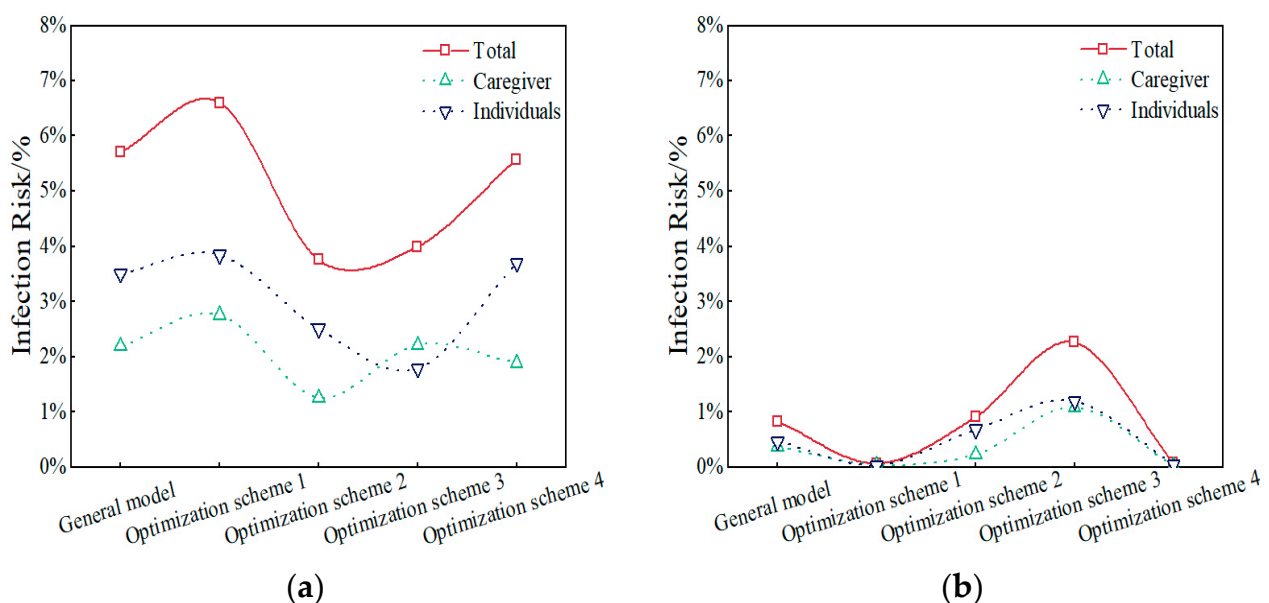 8%
7%
6%
5%
4%
3%
2%
1%
0%
Infection Risk/%
Total
Caregiver
Individuals
General model
Optimization scheme 1
Optimization scheme 2
Optimization scheme 3
Optimization scheme 4
(a)
8%
7%
6%
5%
4%
3%
2%
1%
0%
Infection Risk/%
Total
Caregiver
Individuals
General model
Optimization scheme 1
Optimization scheme 2
Optimization scheme 3
Optimization scheme 4
(b)